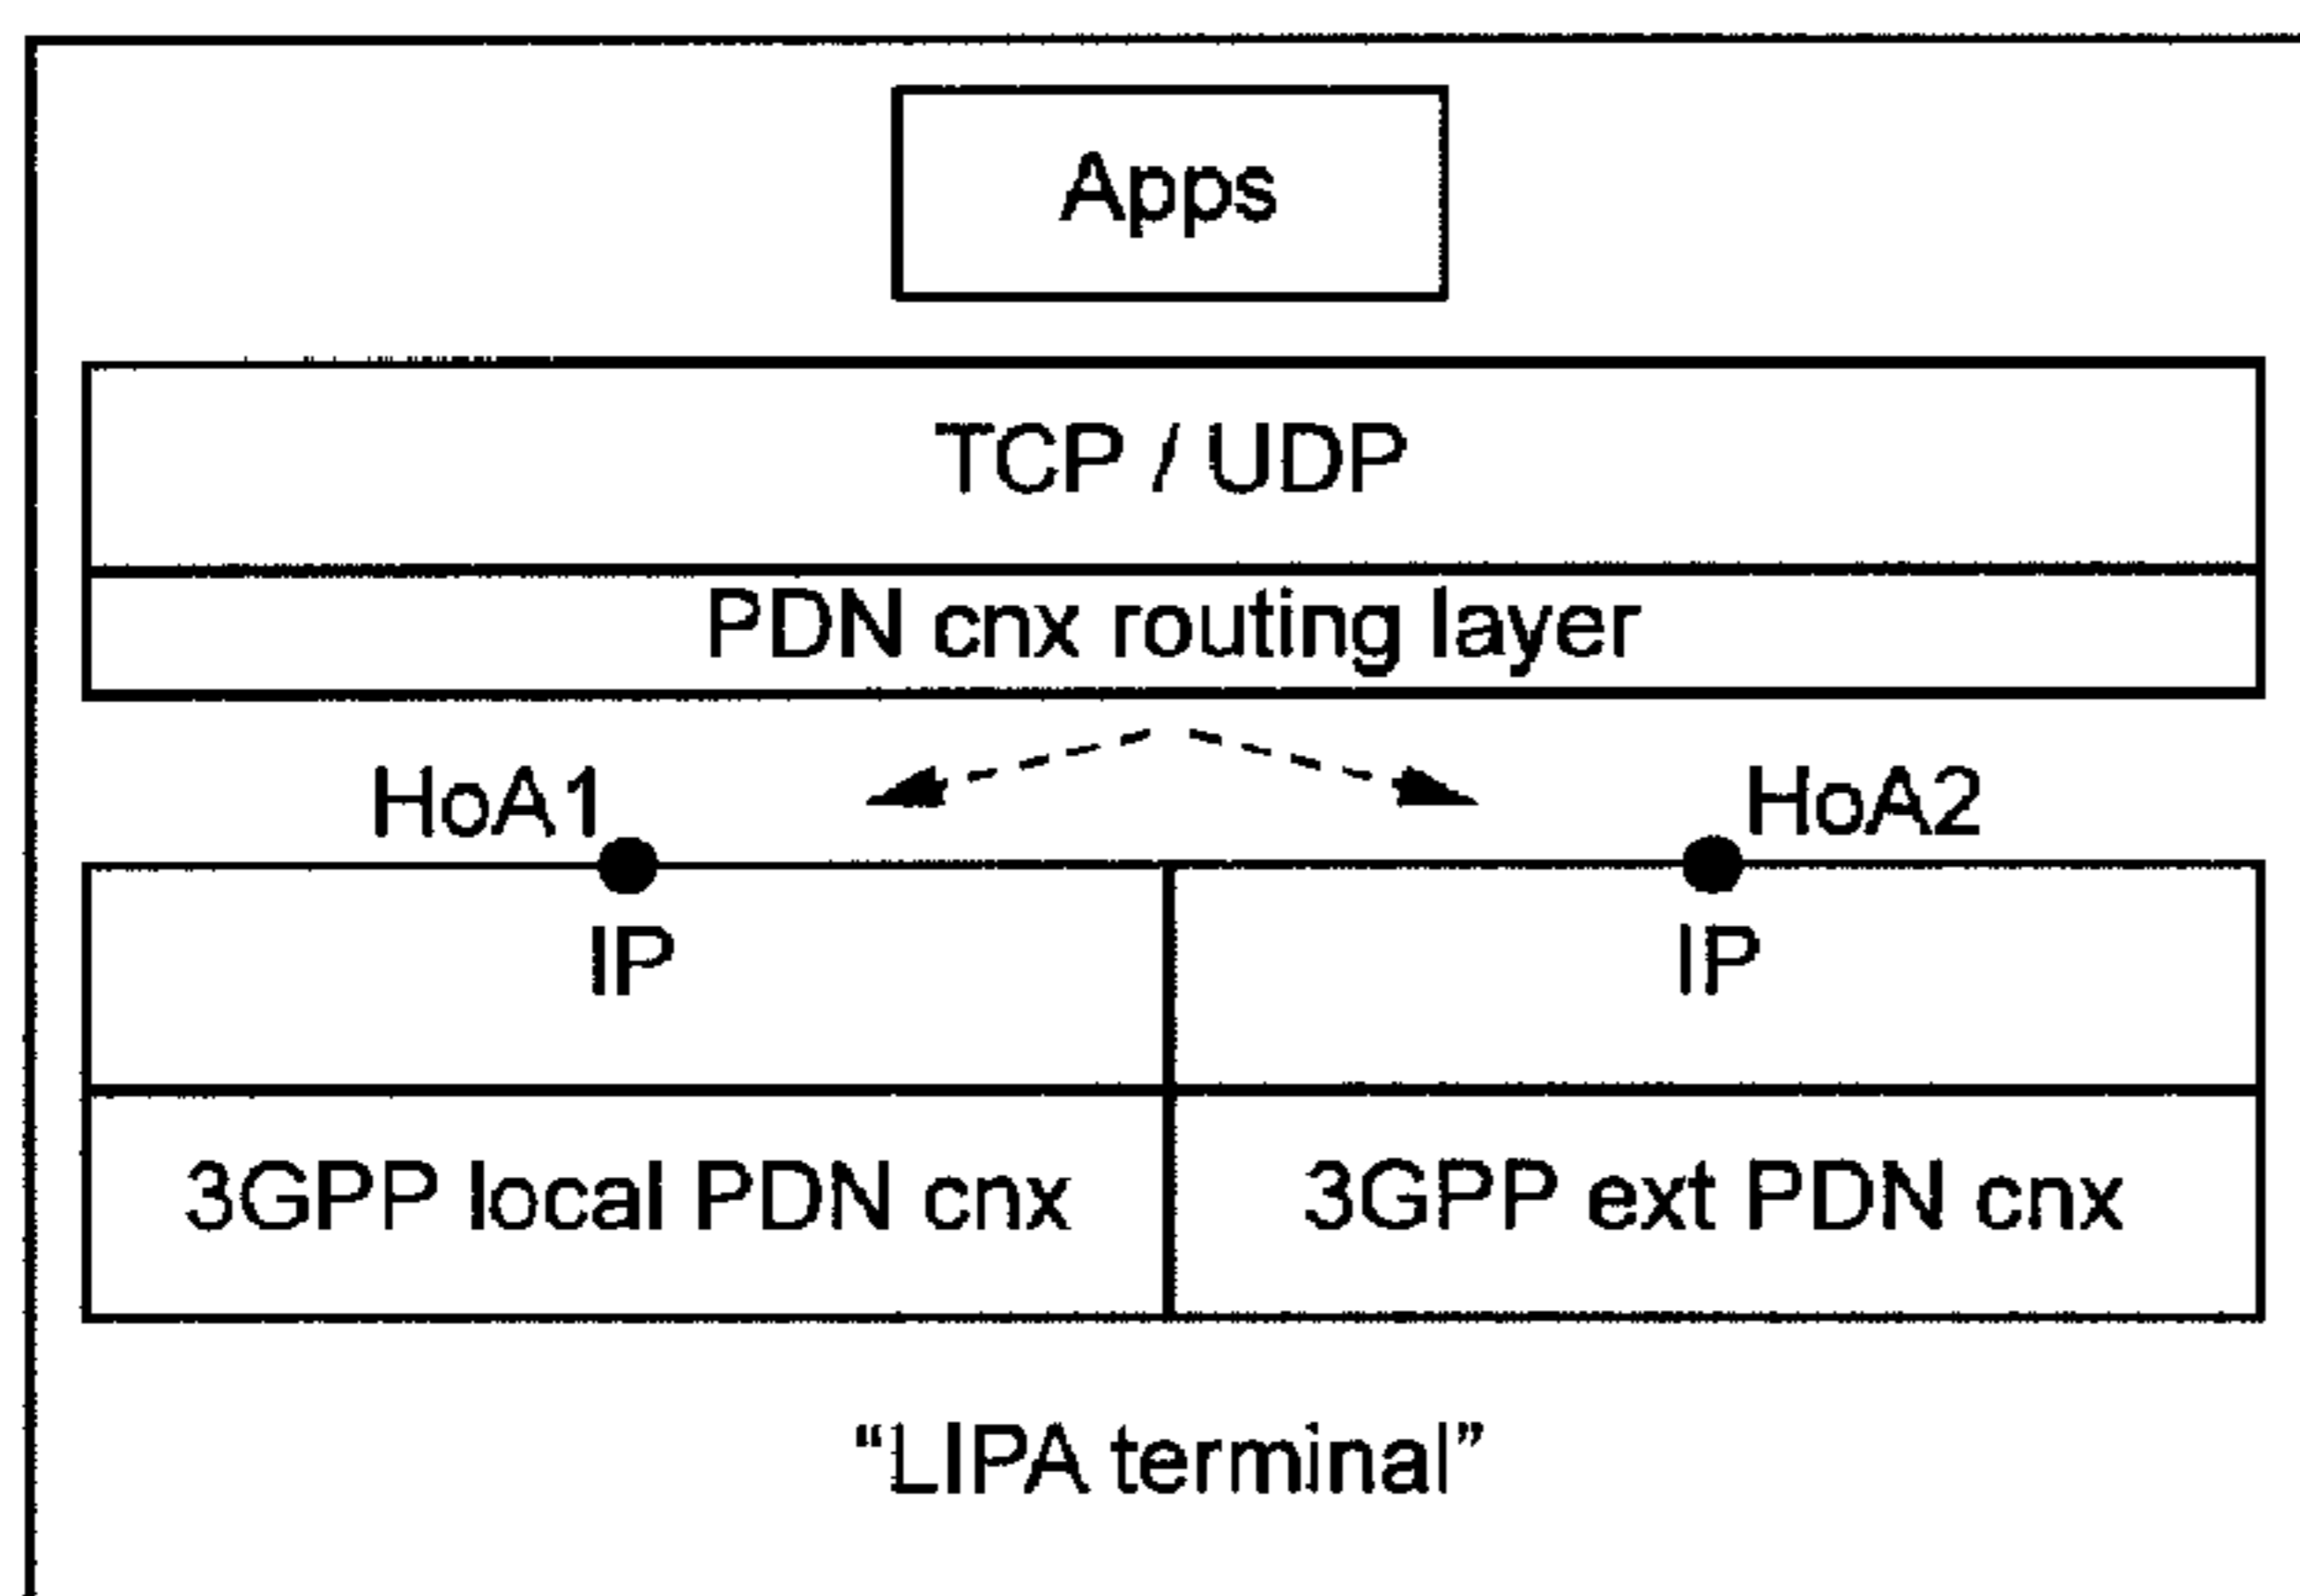 Apps
TCP / UDP
PDN cnx routing layer
HoA1 HoA2
IP IP
3GPP local PDN cnx 3GPP ext PDN cnx
“LIPA terminal”